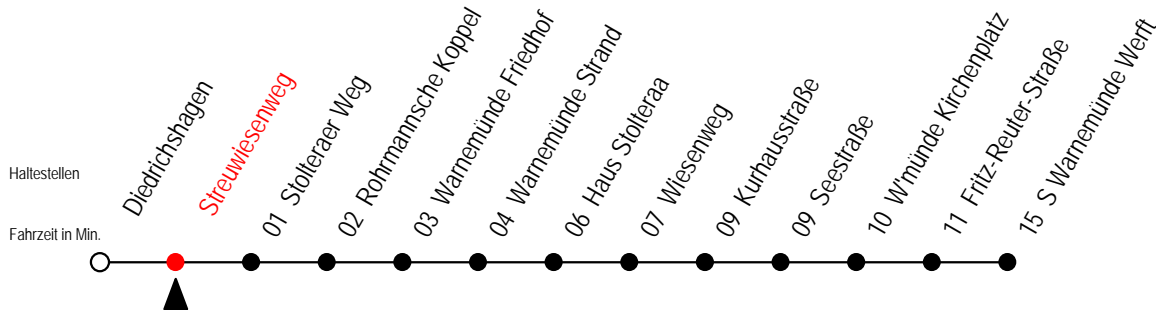 Haltestellen
Fahrzeit in Min.
Diedrichshagen
Streuwiesenweg
01 Stolteraer Weg
02 Rohrmannsche Koppel
03 Warnemünde Friedhof
04 Warnemünde Strand
06 Haus Stolteraa
07 Wiesenweg
09 Kurhausstraße
09 Seestraße
10 W'münde Kirchenplatz
11 Fritz-Reuter-Straße
15 S Warnemünde Werft